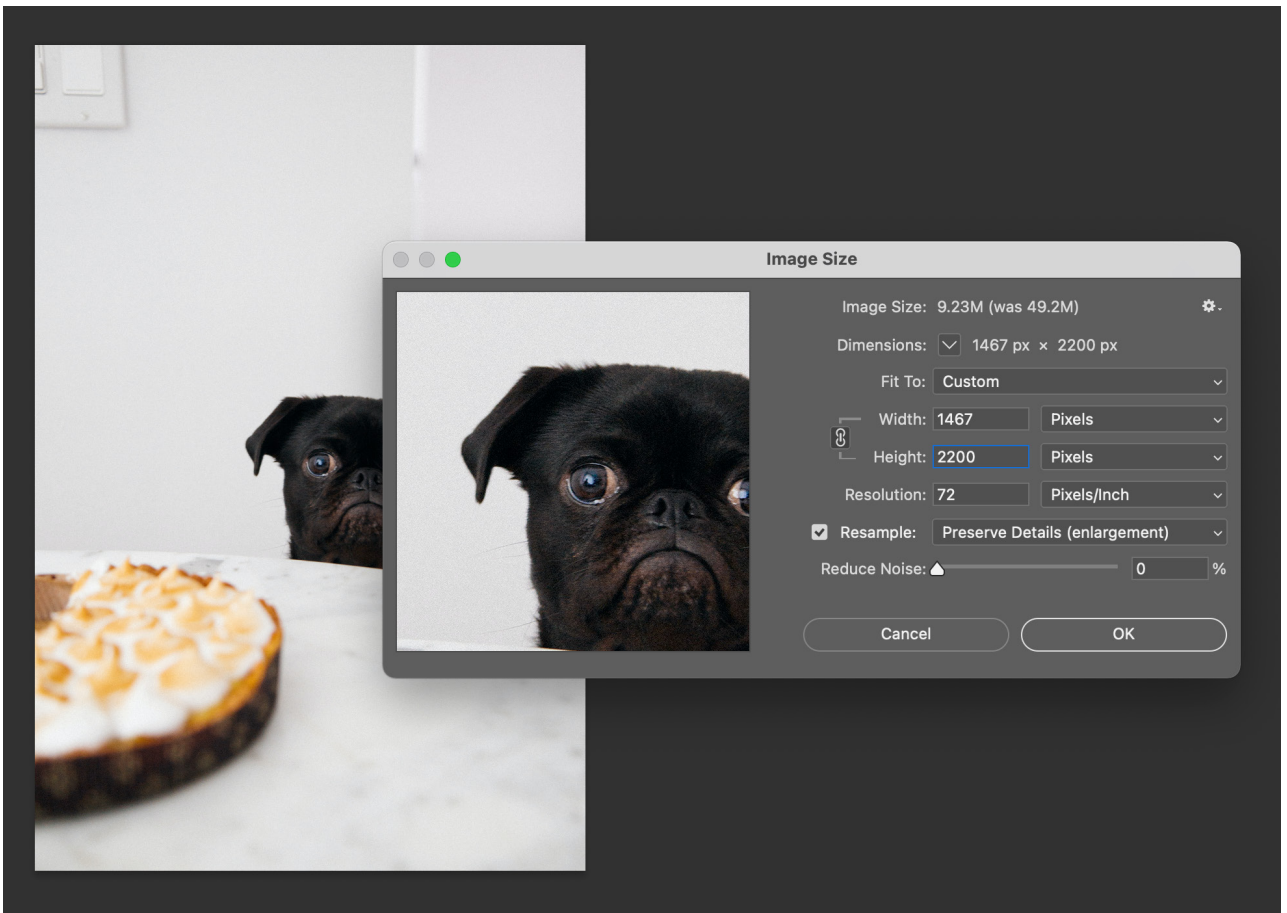 Image Size
Image Size: 9.23M (was 49.2M)
Dimensions: 1467 px × 2200 px
Fit To: Custom
Width: 1467 Pixels
Height: 2200 Pixels
Resolution: 72 Pixels/Inch
Resample: Preserve Details (enlargement)
Reduce Noise: 0 %
Cancel OK